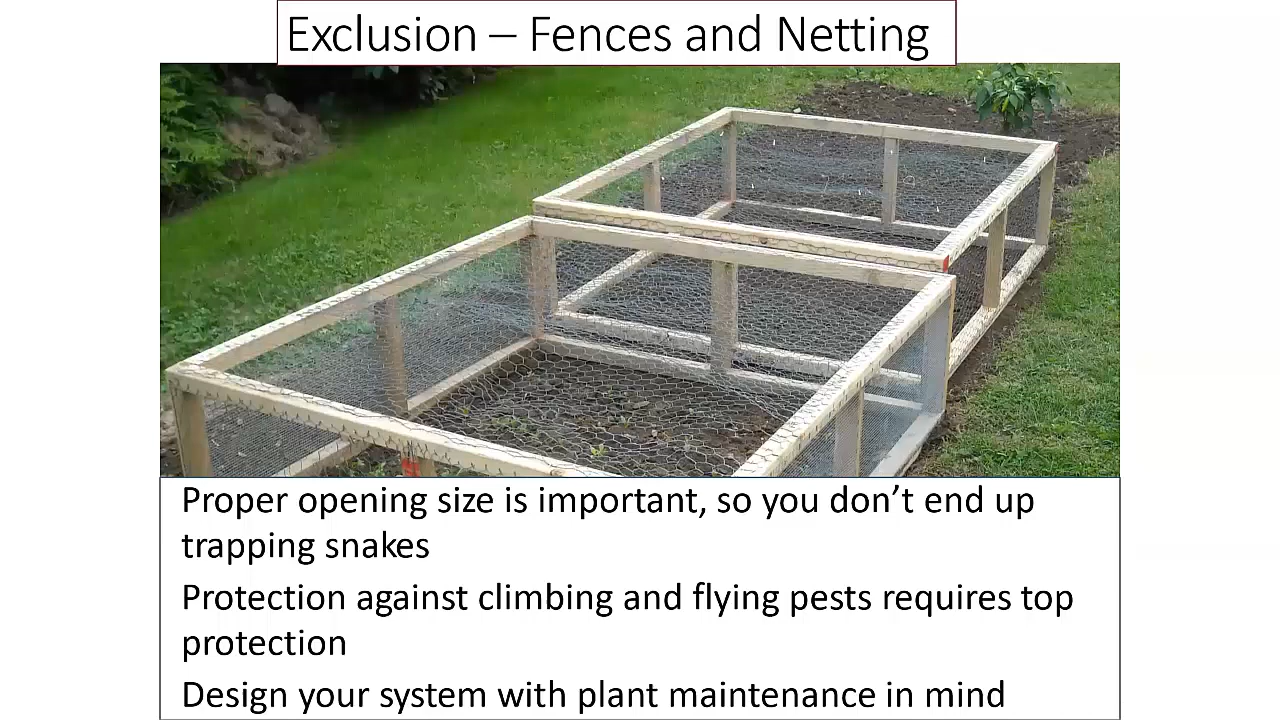 Exclusion – Fences and Netting
Proper opening size is important, so you don’t end up
trapping snakes
Protection against climbing and flying pests requires top
protection
Design your system with plant maintenance in mind